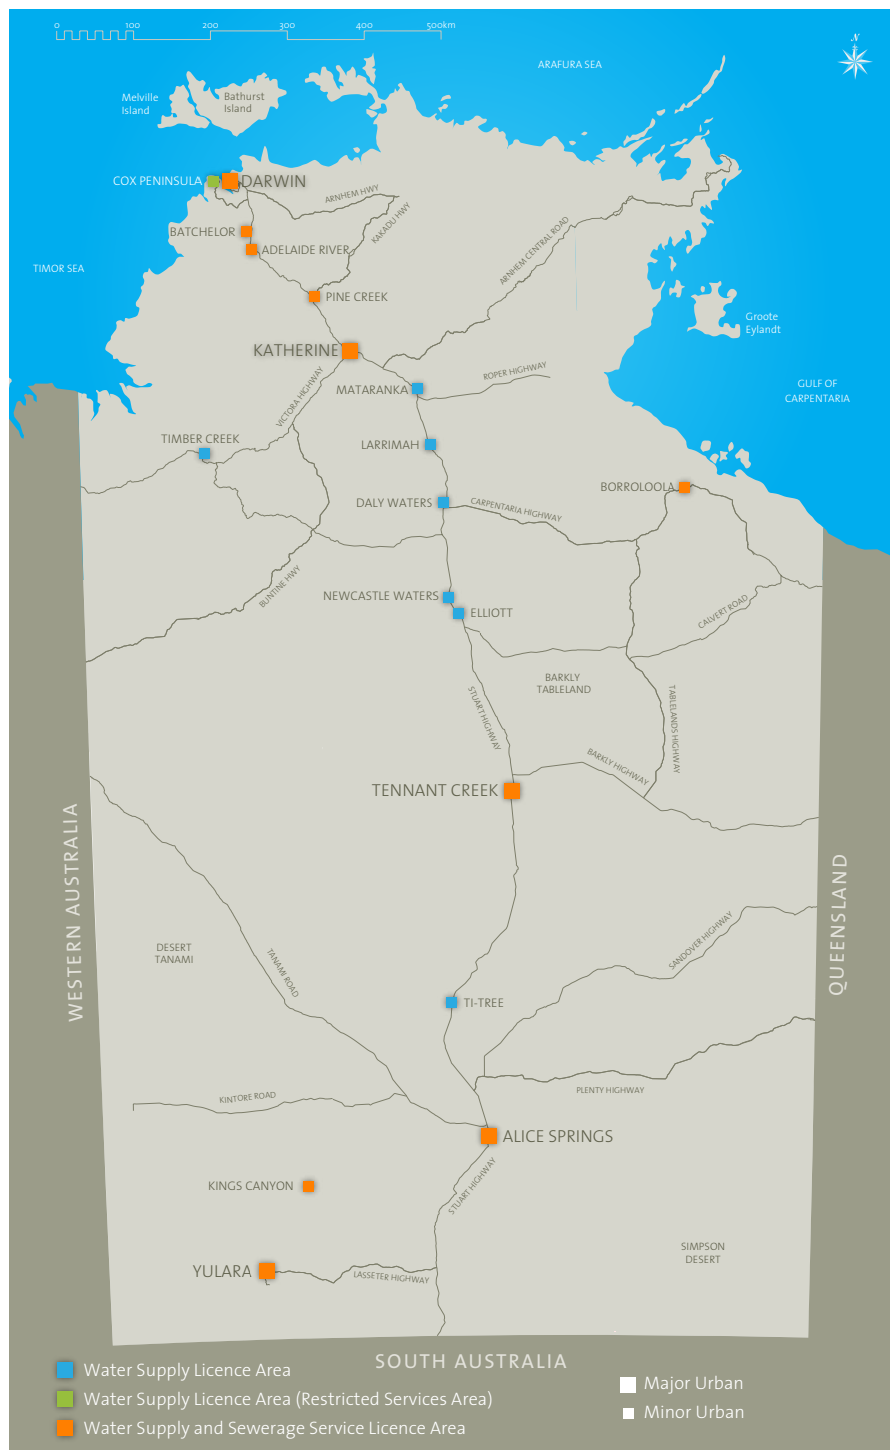 0 100 200 300 400 500km
N
ARAFURA SEA
Melville
Island
Bathurst
Island
COX PENINSULA
DARWIN
ARNHEM HWY
KAKADU HWY
BATCHELOR
ADELAIDE RIVER
ARNHEM CENTRAL ROAD
TIMOR SEA
PINE CREEK
Groote
Eylandt
KATHERINE
ROPER HIGHWAY
MATARANKA
VICTORA HIGHWAY
GULF OF
CARPENTARIA
TIMBER CREEK
LARRIMAH
BORROLOOLA
DALY WATERS
CARPENTARIA HIGHWAY
BUNTINE HWY
NEWCASTLE WATERS
ELLIOTT
CALVERT ROAD
BARKLY
TABLELAND
STUART HIGHWAY
TABLELANDS HIGHWAY
BARKLY HIGHWAY
TENNANT CREEK
WESTERN AUSTRALIA
QUEENSLAND
DESERT
TANAMI
TANAMI ROAD
SANDOVER HIGHWAY
TI-TREE
KINTORE ROAD
PLENTY HIGHWAY
ALICE SPRINGS
KINGS CANYON
STUART HIGHWAY
SIMPSON
DESERT
YULARA
LASSETER HIGHWAY
SOUTH AUSTRALIA
Water Supply Licence Area
Water Supply Licence Area (Restricted Services Area)
Water Supply and Sewerage Service Licence Area
Major Urban
Minor Urban